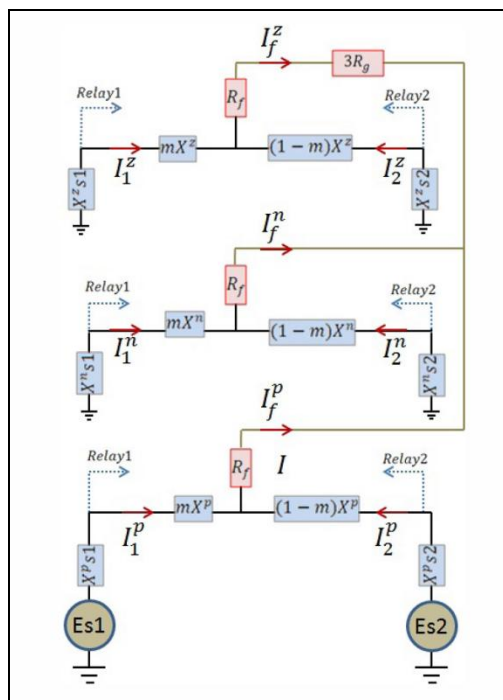 I_f^z
3R_g
R_f
Relay1
Relay2
mX^z
(1 − m)X^z
I_1^z
I_2^z
X^z s1
X^z s2
I_f^n
R_f
Relay1
Relay2
mX^n
(1 − m)X^n
I_1^n
I_2^n
X^n s1
X^n s2
I_f^p
R_f
I
Relay1
Relay2
mX^p
(1 − m)X^p
I_1^p
I_2^p
X^p s1
X^p s2
Es1
Es2